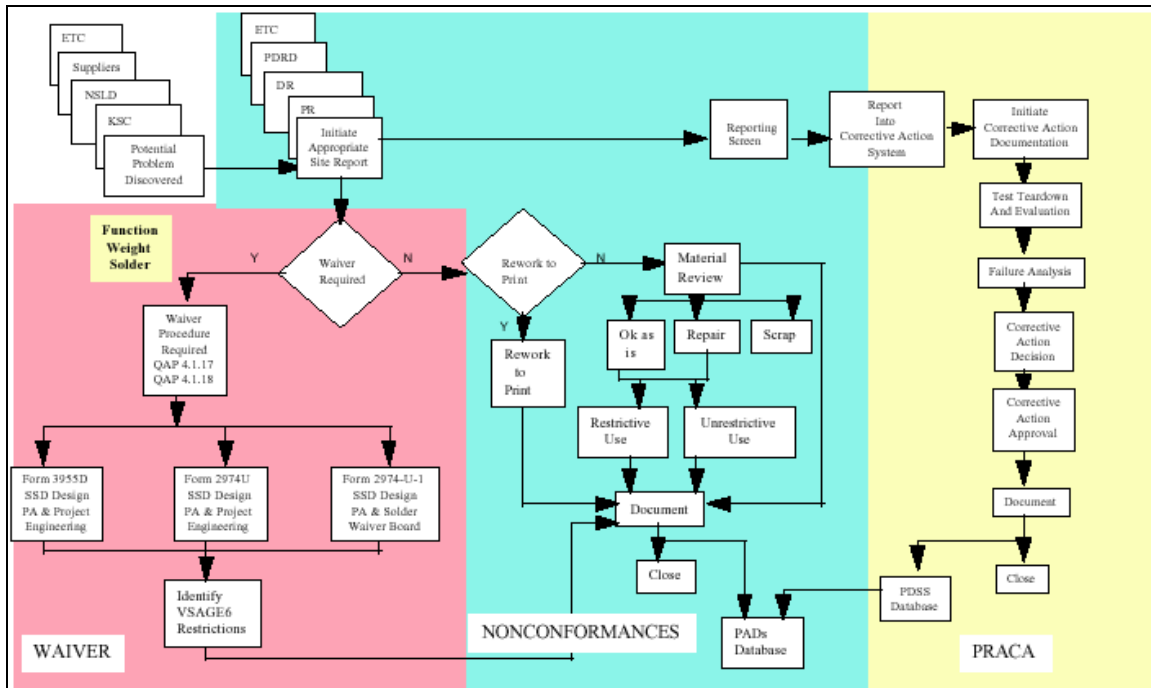 ETC
Suppliers
NSLD
KSC
Potential
Problem
Discovered
ETC
PDRD
DR
PR
Initiate
Appropriate
Site Report
Reporting
Screen
Report
Into
Corrective Action
System
Initiate
Corrective Action
Documentation
Test Teardown
And Evaluation
Failure Analysis
Corrective
Action
Decision
Corrective
Action
Approval
Document
Close
PDSS
Database
PRACA
Function
Weight
Solder
Y
Waiver
Required
N
Waiver
Procedure
Required
QAP 4.1.17
QAP 4.1.18
Form 3955D
SSD Design
PA & Project
Engineering
Form 2974U
SSD Design
PA & Project
Engineering
Form 2974-U-1
SSD Design
PA & Solder
Waiver Board
Identify
VSAGE6
Restrictions
WAIVER
Rework to
Print
N
Y
Rework
to
Print
Material
Review
Ok as
is
Repair
Scrap
Restrictive
Use
Unrestrictive Use
Document
Close
PADs
Database
NONCONFORMANCES